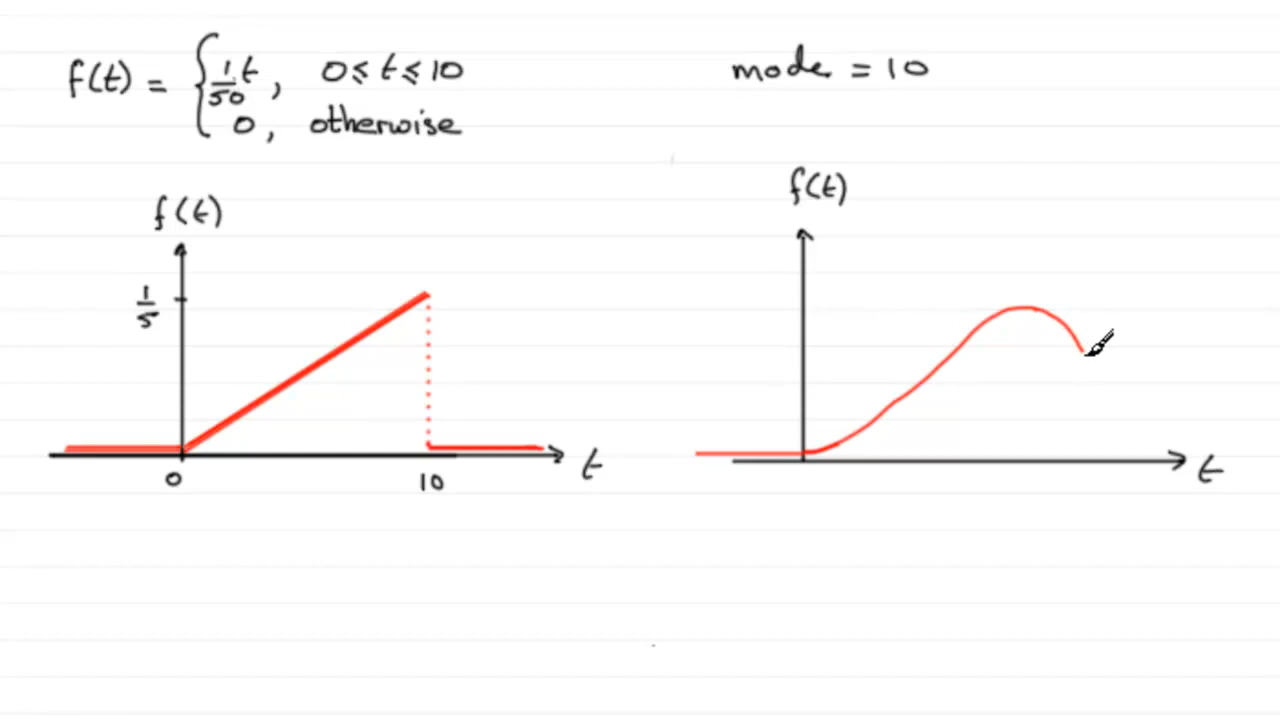 f(t) = { 1/50 t, 0 ≤ t ≤ 10
0, otherwise
mode = 10
f(t)
1/5
0
10
t
f(t)
t